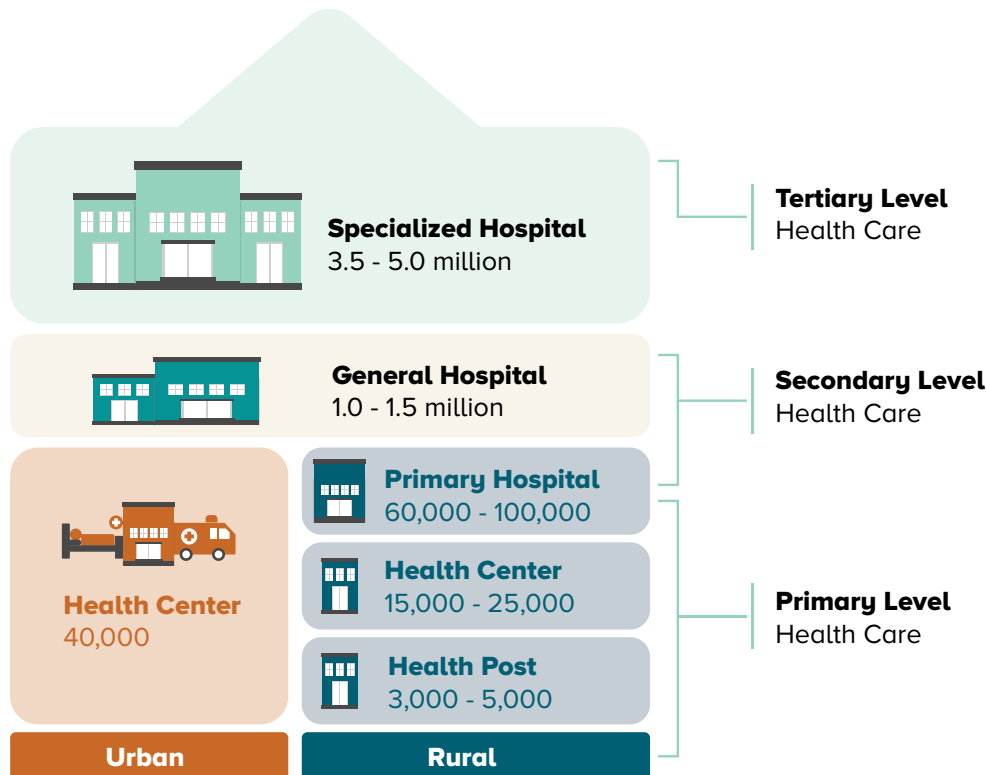 Specialized Hospital
3.5 - 5.0 million
Tertiary Level
Health Care
General Hospital
1.0 - 1.5 million
Secondary Level
Health Care
Health Center
40,000
Primary Hospital
60,000 - 100,000
Health Center
15,000 - 25,000
Health Post
3,000 - 5,000
Primary Level
Health Care
Urban
Rural